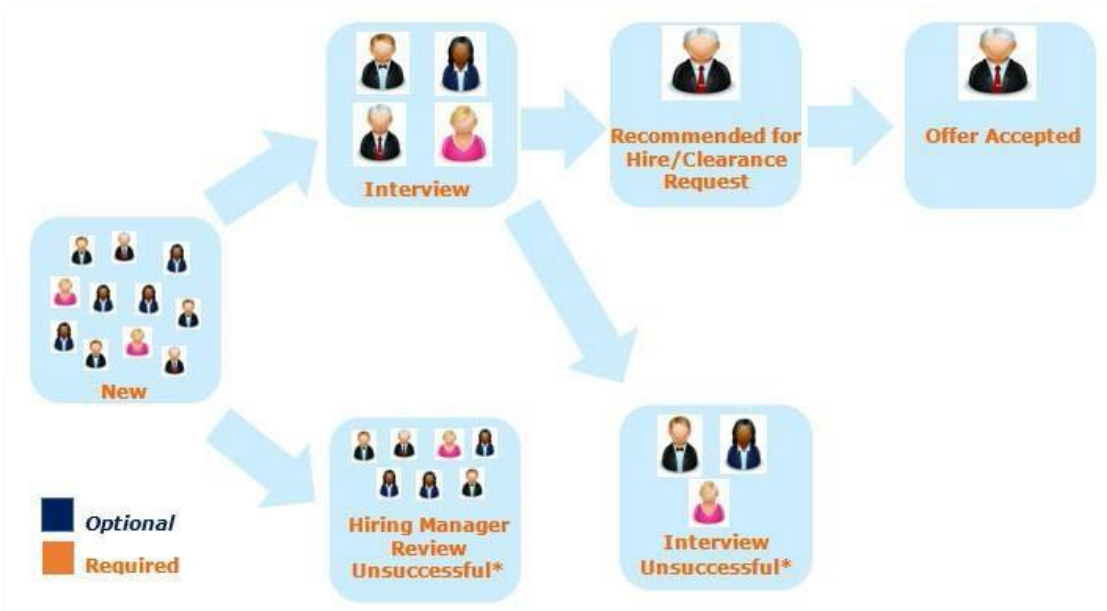 Interview
Recommended for
Hire/Clearance
Request
Offer Accepted
New
Hiring Manager
Review
Unsuccessful*
Interview
Unsuccessful*
Optional
Required